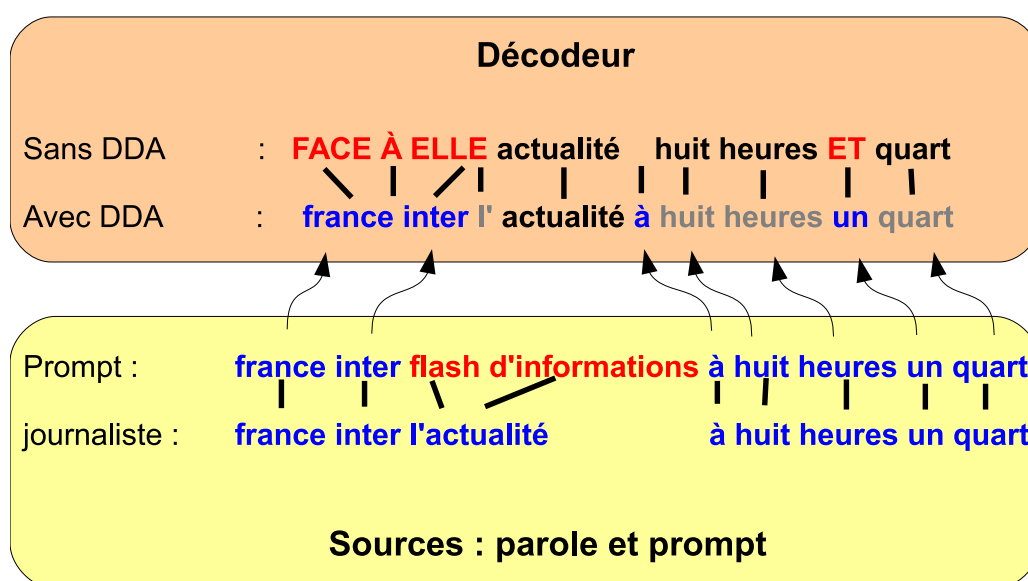 Décodeur
Sans DDA : FACE À ELLE actualité huit heures ET quart
Avec DDA : france inter l' actualité à huit heures un quart
Prompt : france inter flash d'informations à huit heures un quart
journaliste : france inter l'actualité à huit heures un quart
Sources : parole et prompt